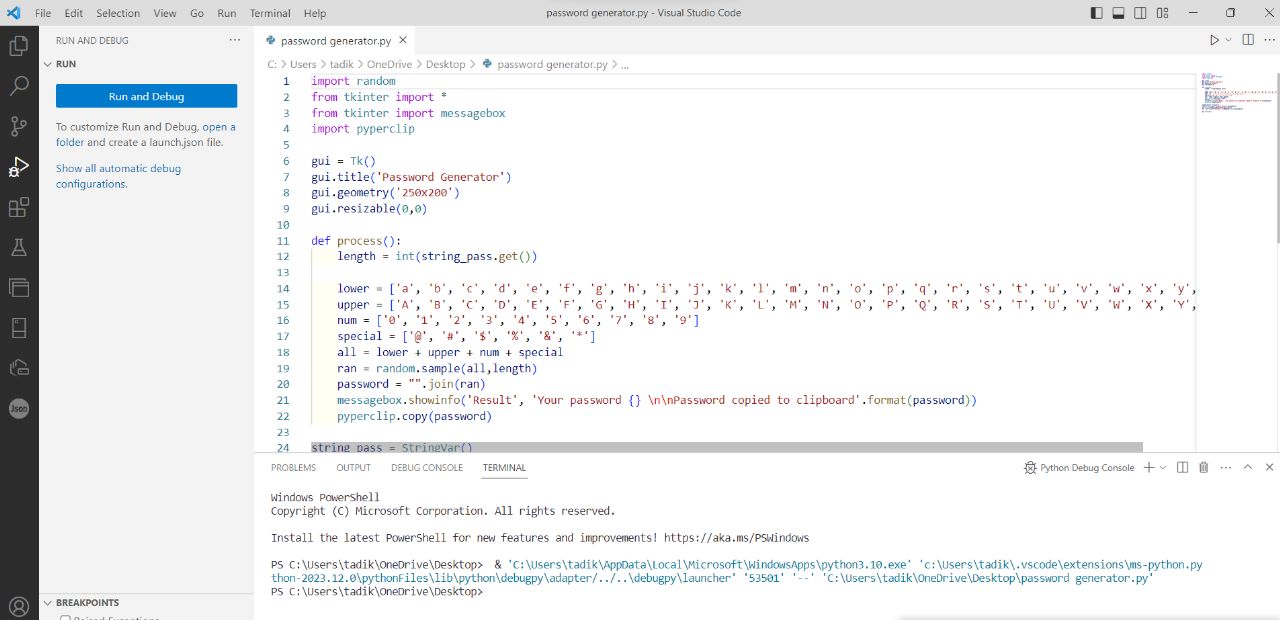 File Edit Selection View Go Run Terminal Help password generator.py - Visual Studio Code
RUN AND DEBUG
RUN
Run and Debug
To customize Run and Debug, open a
folder and create a launch.json file.
Show all automatic debug
configurations.
Json
BREAKPOINTS
password generator.py
C: > Users > tadik > OneDrive > Desktop > password generator.py > ...
1 import random
2 from tkinter import *
3 from tkinter import messagebox
4 import pyperclip
5
6 gui = Tk()
7 gui.title('Password Generator')
8 gui.geometry('250x200')
9 gui.resizable(0,0)
10
11 def process():
12 length = int(string_pass.get())
13
14 lower = ['a', 'b', 'c', 'd', 'e', 'f', 'g', 'h', 'i', 'j', 'k', 'l', 'm', 'n', 'o', 'p', 'q', 'r', 's', 't', 'u', 'v', 'w', 'x', 'y',
15 upper = ['A', 'B', 'C', 'D', 'E', 'F', 'G', 'H', 'I', 'J', 'K', 'L', 'M', 'N', 'O', 'P', 'Q', 'R', 'S', 'T', 'U', 'V', 'W', 'X', 'Y',
16 num = ['0', '1', '2', '3', '4', '5', '6', '7', '8', '9']
17 special = ['@', '#', '$', '%', '&', '*']
18 all = lower + upper + num + special
19 ran = random.sample(all,length)
20 password = "".join(ran)
21 messagebox.showinfo('Result', 'Your password {} \n\nPassword copied to clipboard'.format(password))
22 pyperclip.copy(password)
23
24 string_pass = StringVar()
PROBLEMS OUTPUT DEBUG CONSOLE TERMINAL Python Debug Console
Windows PowerShell
Copyright (C) Microsoft Corporation. All rights reserved.
Install the latest PowerShell for new features and improvements! https://aka.ms/PSWindows
PS C:\Users\tadik\OneDrive\Desktop> & 'C:\Users\tadik\AppData\Local\Microsoft\WindowsApps\python3.10.exe' 'c:\Users\tadik\.vscode\extensions\ms-python.py
thon-2023.12.0\pythonFiles\lib\python\debugpy\adapter/../..\debugpy\launcher' '53501' '--' 'C:\Users\tadik\OneDrive\Desktop\password generator.py'
PS C:\Users\tadik\OneDrive\Desktop>